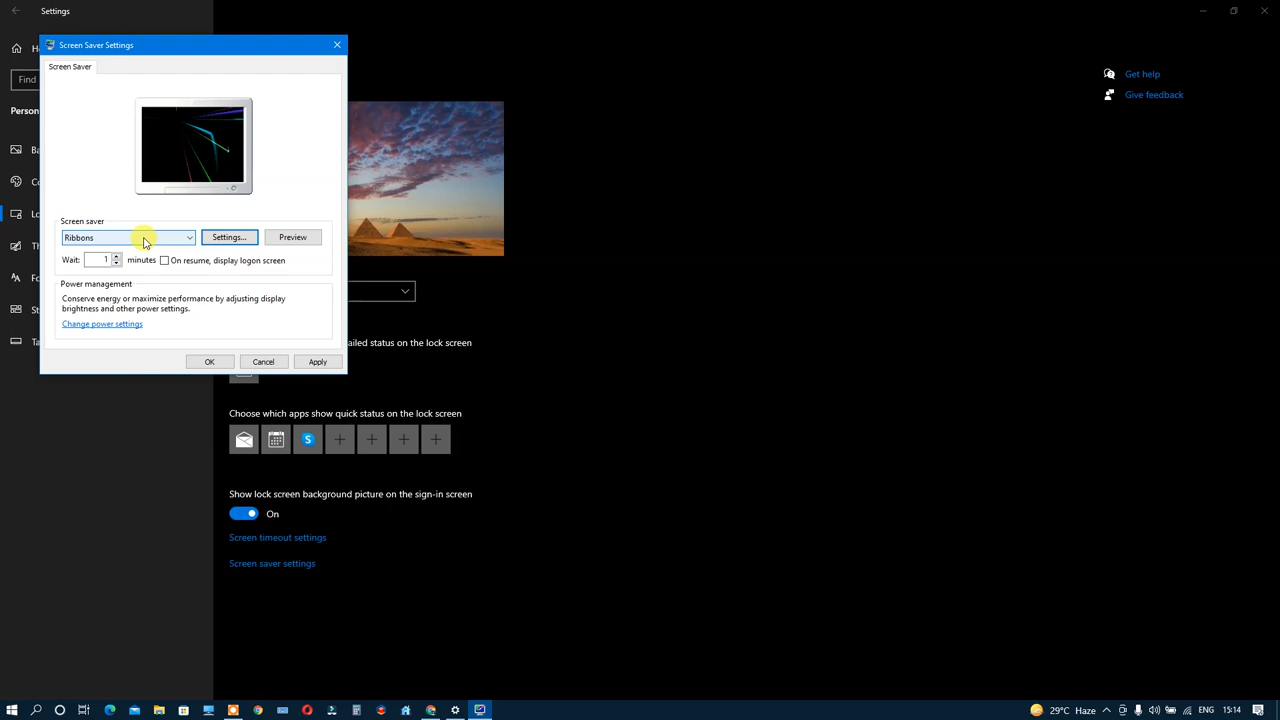 Settings
Screen Saver Settings
Screen Saver
Find
Person
Get help
Give feedback
Screen saver
Ribbons
Settings...
Preview
Wait:
1
minutes
On resume, display logon screen
Power management
Conserve energy or maximize performance by adjusting display
brightness and other power settings.
Change power settings
ailed status on the lock screen
OK
Cancel
Apply
Choose which apps show quick status on the lock screen
Show lock screen background picture on the sign-in screen
On
Screen timeout settings
Screen saver settings
29°C Haze
ENG
15:14